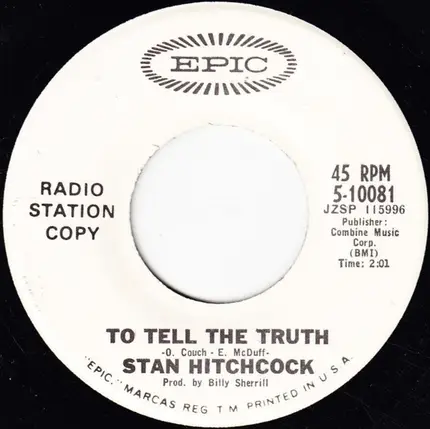 EPIC
RADIO
STATION
COPY
45 RPM
5-10081
JZSP 115996
Publisher:
Combine Music
Corp.
(BMI)
Time: 2:01
TO TELL THE TRUTH
-O. Couch - E. McDuff-
STAN HITCHCOCK
Prod. by Billy Sherrill
"EPIC," MARCAS REG T M PRINTED IN U.S.A.